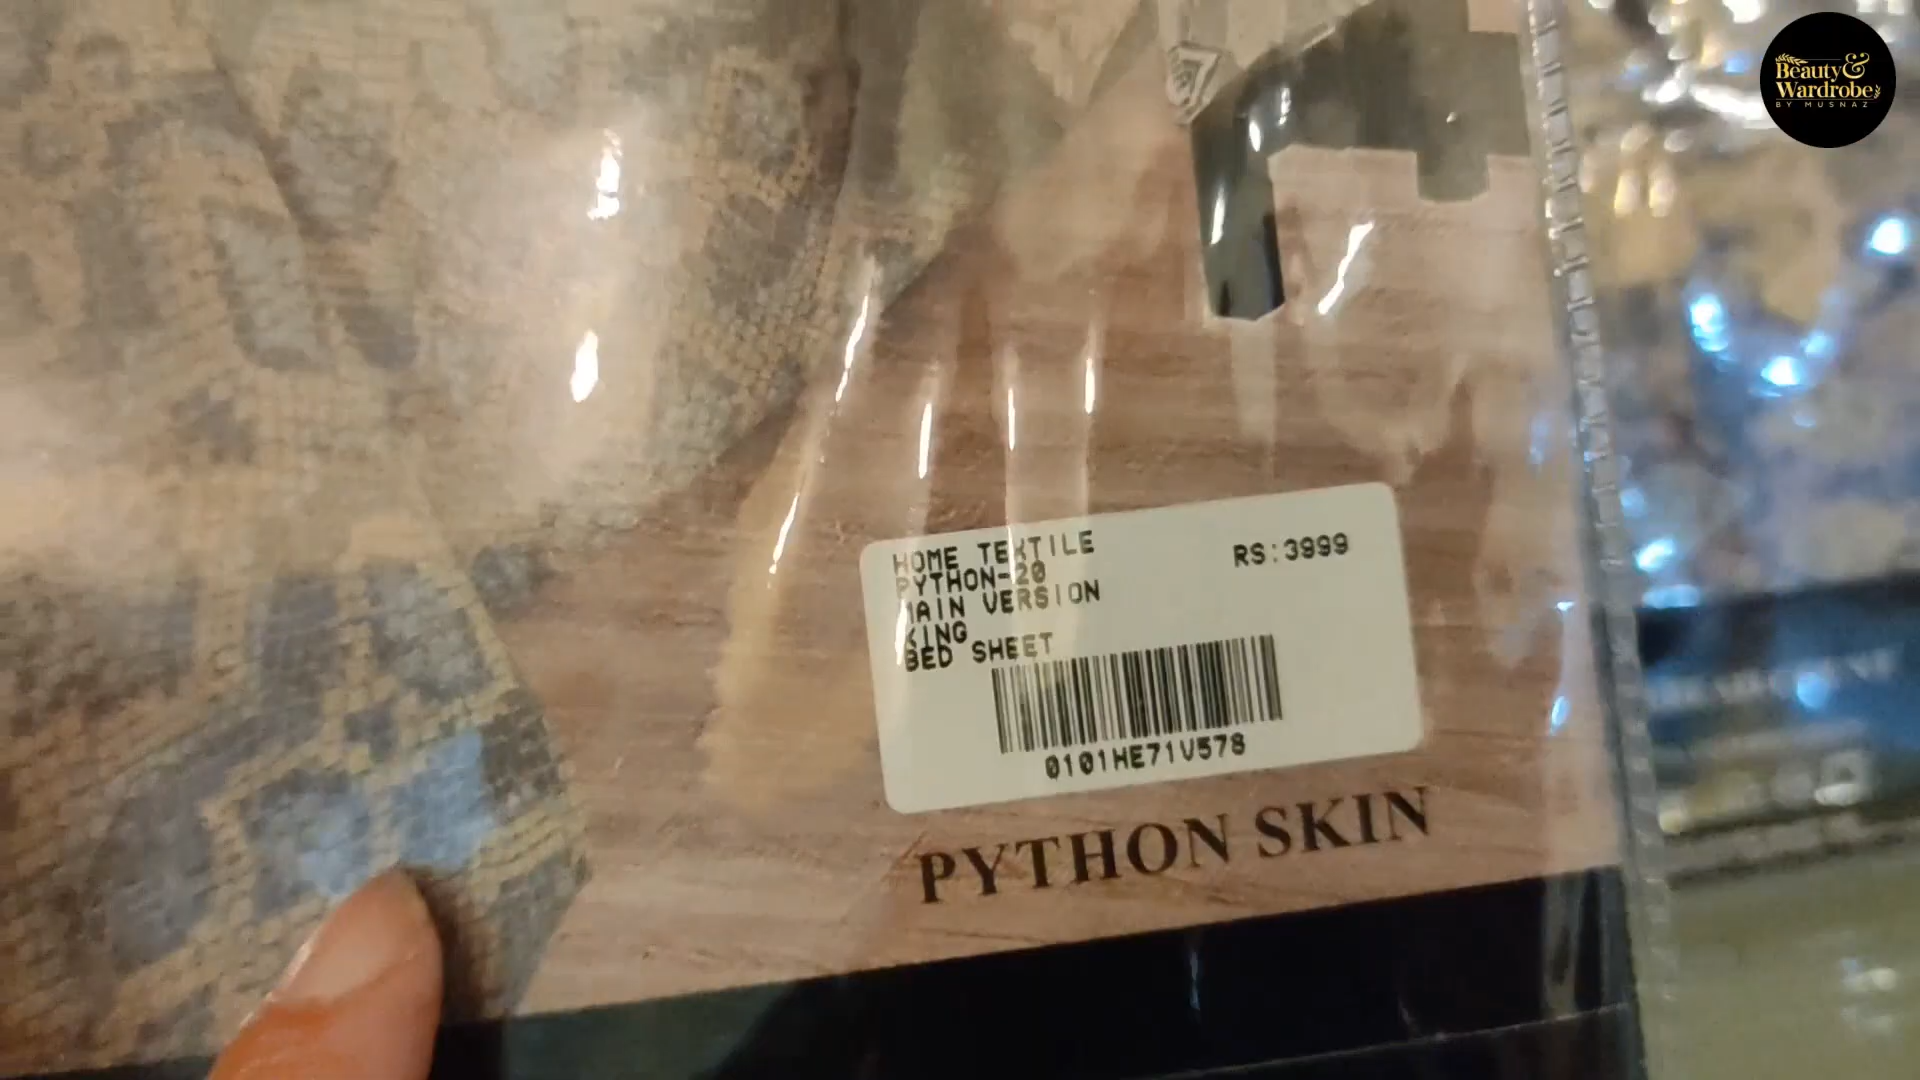 Beauty &
Wardrobe
BY MUSNAZ
HOME TEXTILE
RS:3999
PYTHON-20
MAIN VERSION
KING
BED SHEET
0101HE71V578
PYTHON SKIN